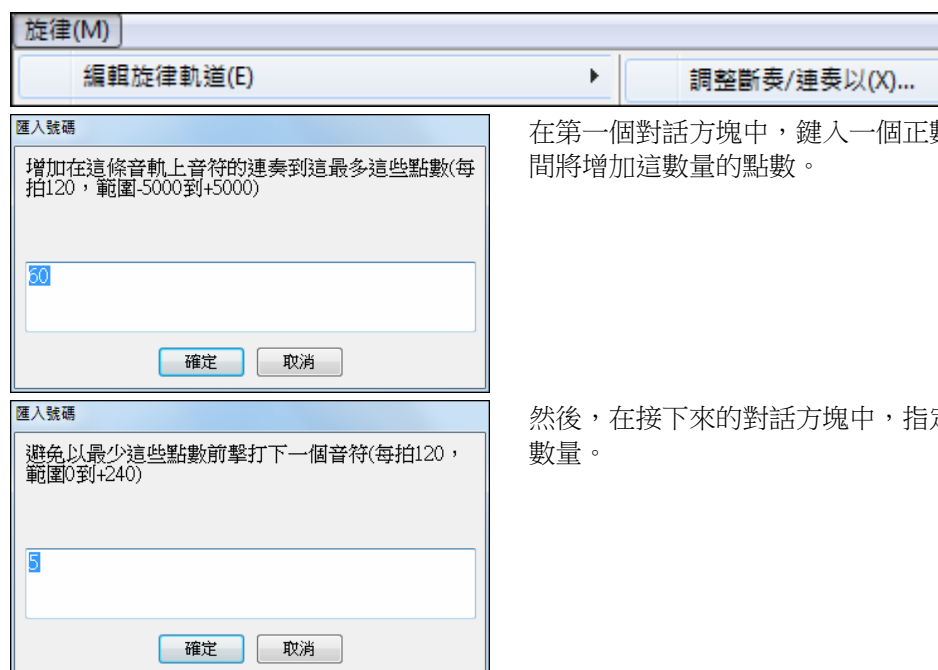 旋律(M)
編輯旋律軌道(E)
調整斷奏/連奏以(X)...
匯入號碼
增加在這條音軌上音符的連奏到這最多這些點數(每
拍120,範圍-5000到+5000)
60
確定 取消
在第一個對話方塊中,鍵入一個正數
間將增加這數量的點數。
匯入號碼
避免以最少這些點數前擊打下一個音符(每拍120,
範圍0到+240)
5
確定 取消
然後,在接下來的對話方塊中,指定
數量。